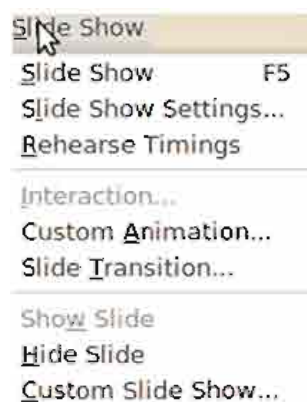 Slide Show
Slide Show F5
Slide Show Settings...
Rehearse Timings
Interaction...
Custom Animation...
Slide Transition...
Show Slide
Hide Slide
Custom Slide Show...